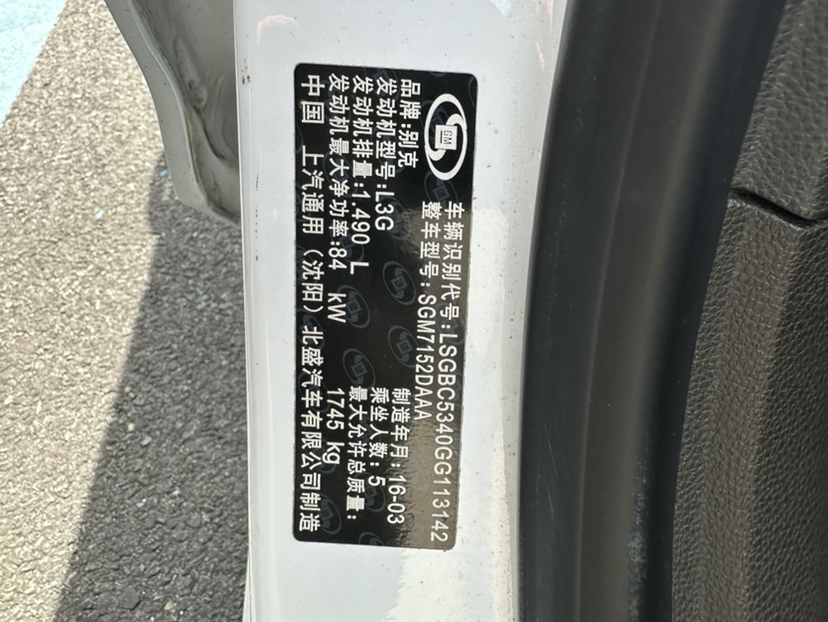 GM
车辆识别代号:LSGBC5340GG113142
整车型号:SGM7152DAAA
品牌:别克
制造年月:16-03
发动机型号:L3G
乘坐人数:5
发动机排量:1.490 L
最大允许总质量:
发动机最大净功率:84 kW
1745 kg
中国 上汽通用(沈阳)北盛汽车有限公司制造